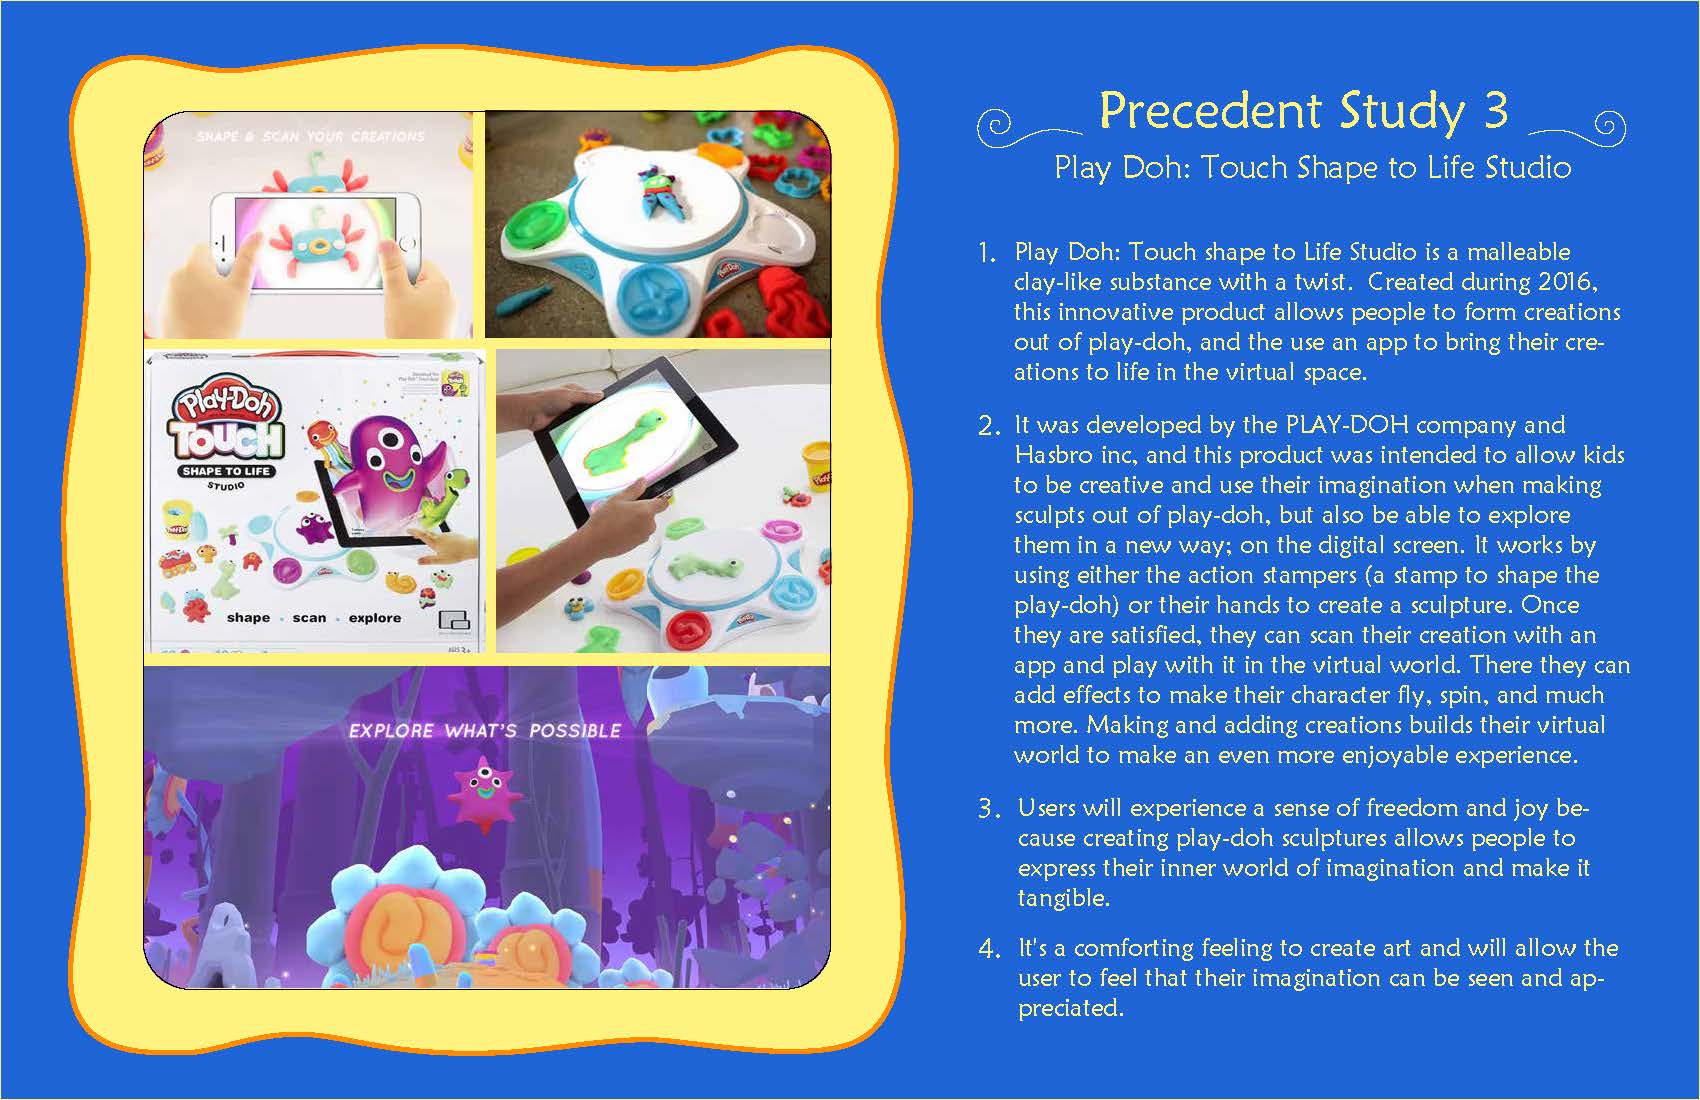 SHAPE & SCAN YOUR CREATIONS
Play-Doh
Play-Doh
TOUCH
SHAPE TO LIFE
STUDIO
shape · scan · explore
AGES 3+
EXPLORE WHAT'S POSSIBLE
Precedent Study 3
Play Doh: Touch Shape to Life Studio
1. Play Doh: Touch shape to Life Studio is a malleable
clay-like substance with a twist. Created during 2016,
this innovative product allows people to form creations
out of play-doh, and the use an app to bring their cre-
ations to life in the virtual space.
2. It was developed by the PLAY-DOH company and
Hasbro inc, and this product was intended to allow kids
to be creative and use their imagination when making
sculpts out of play-doh, but also be able to explore
them in a new way; on the digital screen. It works by
using either the action stampers (a stamp to shape the
play-doh) or their hands to create a sculpture. Once
they are satisfied, they can scan their creation with an
app and play with it in the virtual world. There they can
add effects to make their character fly, spin, and much
more. Making and adding creations builds their virtual
world to make an even more enjoyable experience.
3. Users will experience a sense of freedom and joy be-
cause creating play-doh sculptures allows people to
express their inner world of imagination and make it
tangible.
4. It's a comforting feeling to create art and will allow the
user to feel that their imagination can be seen and ap-
preciated.